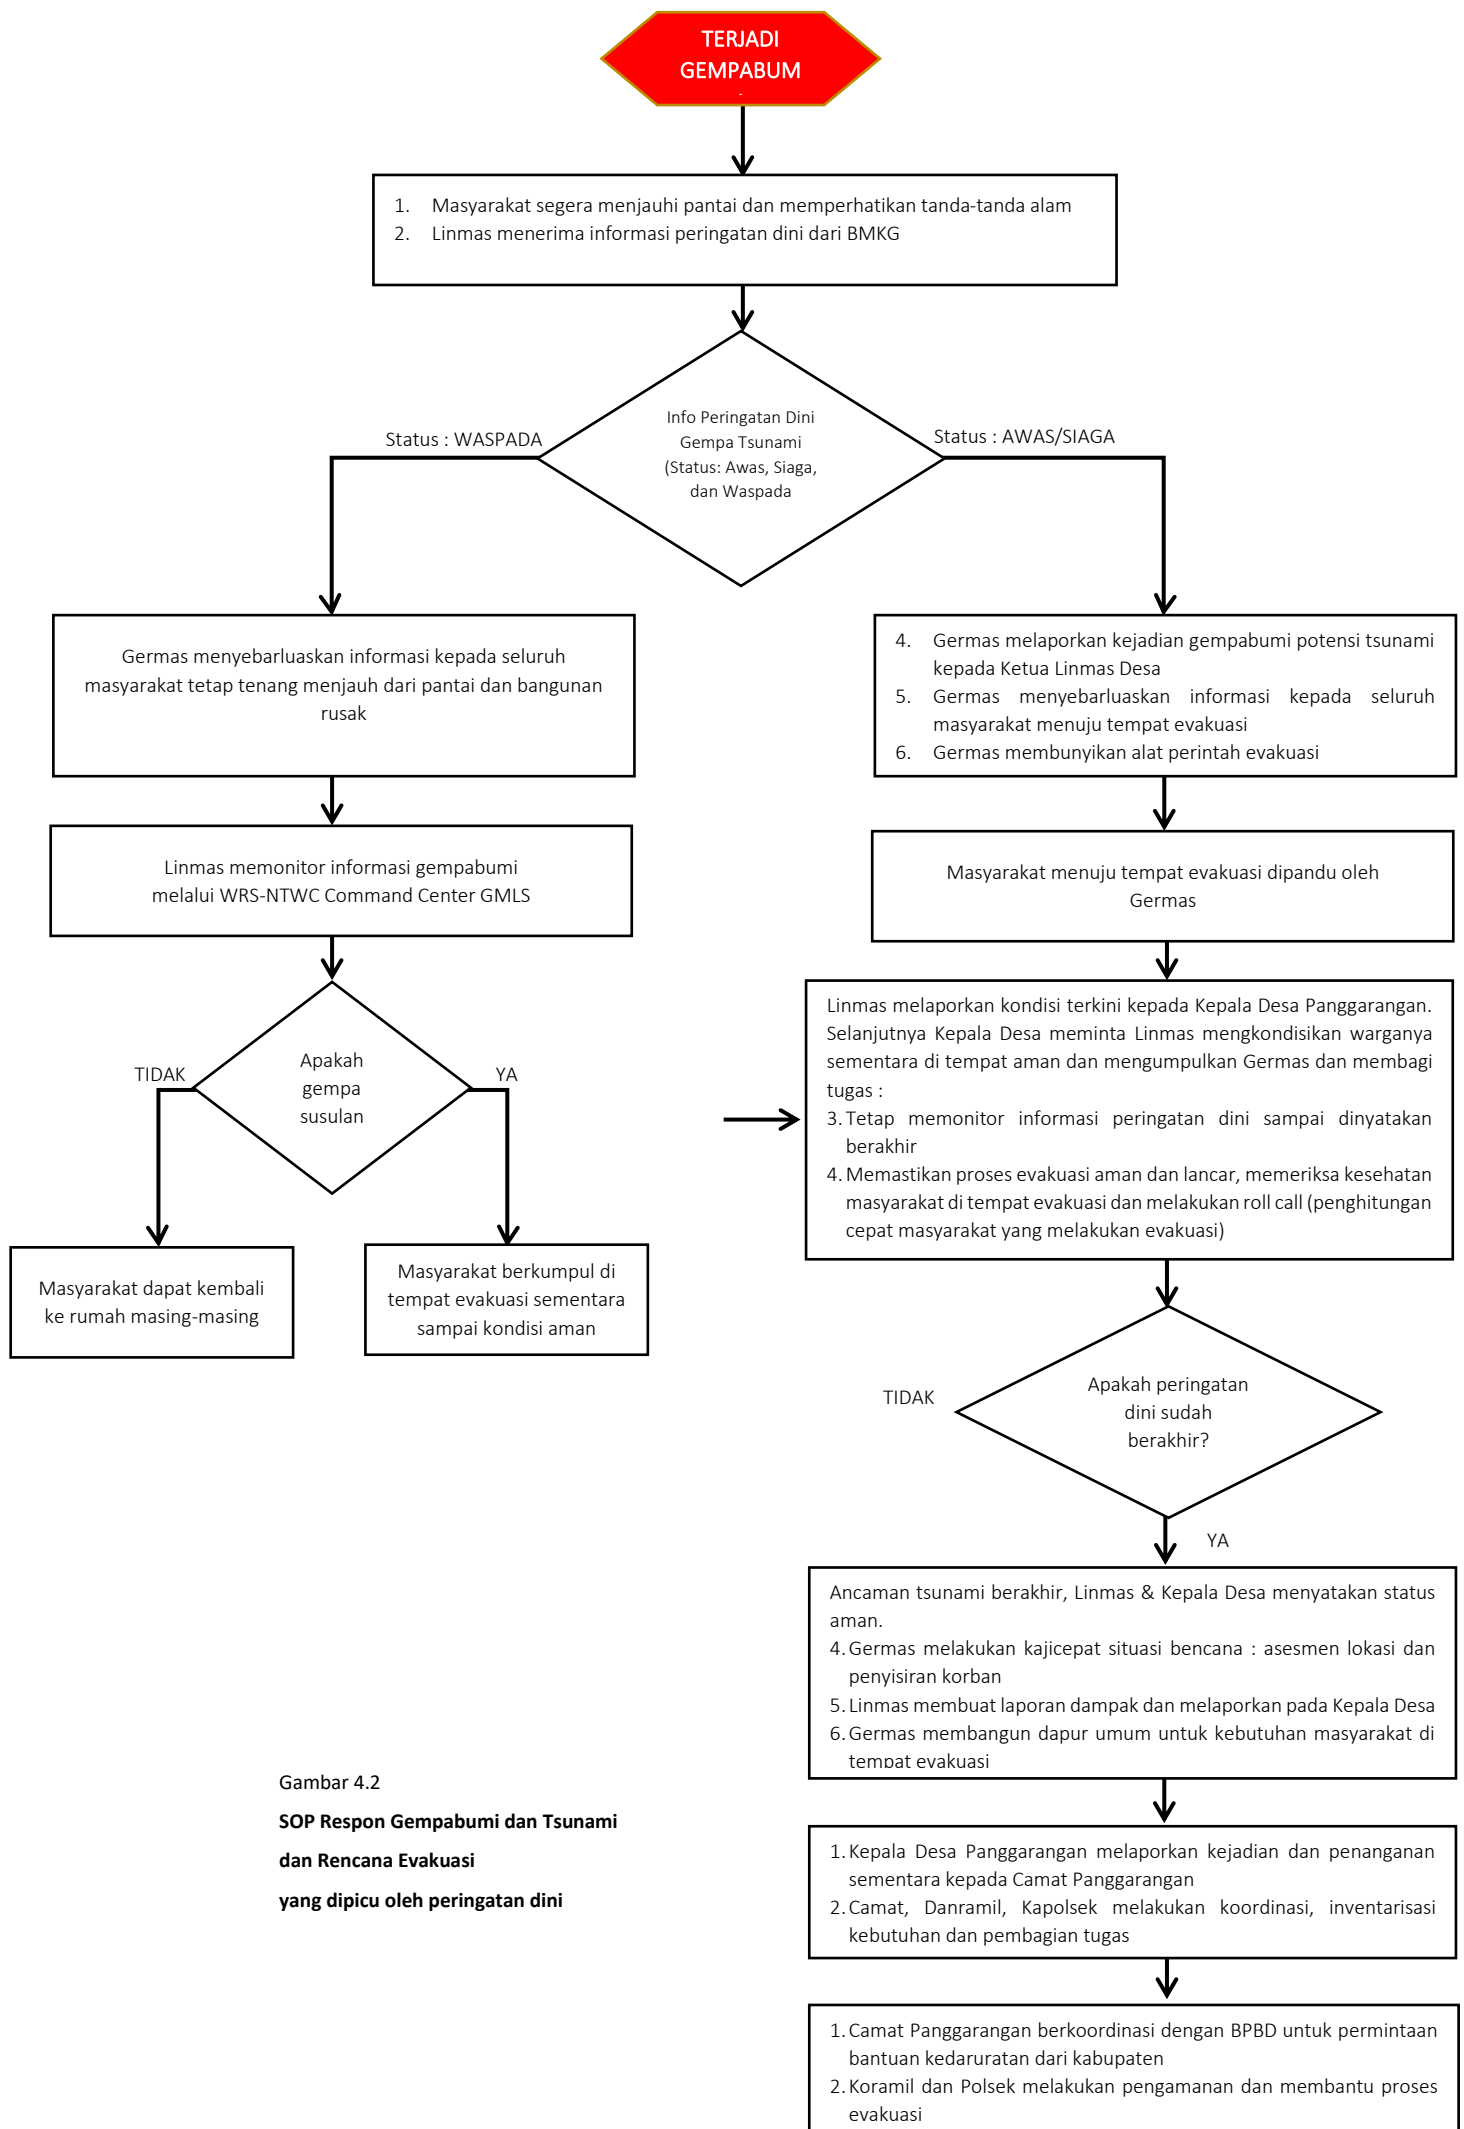 TERJADI
GEMPABUM
1. Masyarakat segera menjauhi pantai dan memperhatikan tanda-tanda alam
2. Linmas menerima informasi peringatan dini dari BMKG
Info Peringatan Dini
Gempa Tsunami
(Status: Awas, Siaga,
dan Waspada
Status : WASPADA
Status : AWAS/SIAGA
Germas menyebarluaskan informasi kepada seluruh
masyarakat tetap tenang menjauh dari pantai dan bangunan
rusak
Linmas memonitor informasi gempabumi
melalui WRS-NTWC Command Center GMLS
Apakah
gempa
susulan
TIDAK
YA
Masyarakat dapat kembali
ke rumah masing-masing
Masyarakat berkumpul di
tempat evakuasi sementara
sampai kondisi aman
4. Germas melaporkan kejadian gempabumi potensi tsunami
kepada Ketua Linmas Desa
5. Germas menyebarluaskan informasi kepada seluruh
masyarakat menuju tempat evakuasi
6. Germas membunyikan alat perintah evakuasi
Masyarakat menuju tempat evakuasi dipandu oleh
Germas
Linmas melaporkan kondisi terkini kepada Kepala Desa Panggarangan.
Selanjutnya Kepala Desa meminta Linmas mengkondisikan warganya
sementara di tempat aman dan mengumpulkan Germas dan membagi
tugas :
3. Tetap memonitor informasi peringatan dini sampai dinyatakan
berakhir
4. Memastikan proses evakuasi aman dan lancar, memeriksa kesehatan
masyarakat di tempat evakuasi dan melakukan roll call (penghitungan
cepat masyarakat yang melakukan evakuasi)
Apakah peringatan
dini sudah
berakhir?
TIDAK
YA
Ancaman tsunami berakhir, Linmas & Kepala Desa menyatakan status
aman.
4. Germas melakukan kajicepat situasi bencana : asesmen lokasi dan
penyisiran korban
5. Linmas membuat laporan dampak dan melaporkan pada Kepala Desa
6. Germas membangun dapur umum untuk kebutuhan masyarakat di
tempat evakuasi
1. Kepala Desa Panggarangan melaporkan kejadian dan penanganan
sementara kepada Camat Panggarangan
2. Camat, Danramil, Kapolsek melakukan koordinasi, inventarisasi
kebutuhan dan pembagian tugas
1. Camat Panggarangan berkoordinasi dengan BPBD untuk permintaan
bantuan kedaruratan dari kabupaten
2. Koramil dan Polsek melakukan pengamanan dan membantu proses
evakuasi
Gambar 4.2
SOP Respon Gempabumi dan Tsunami
dan Rencana Evakuasi
yang dipicu oleh peringatan dini